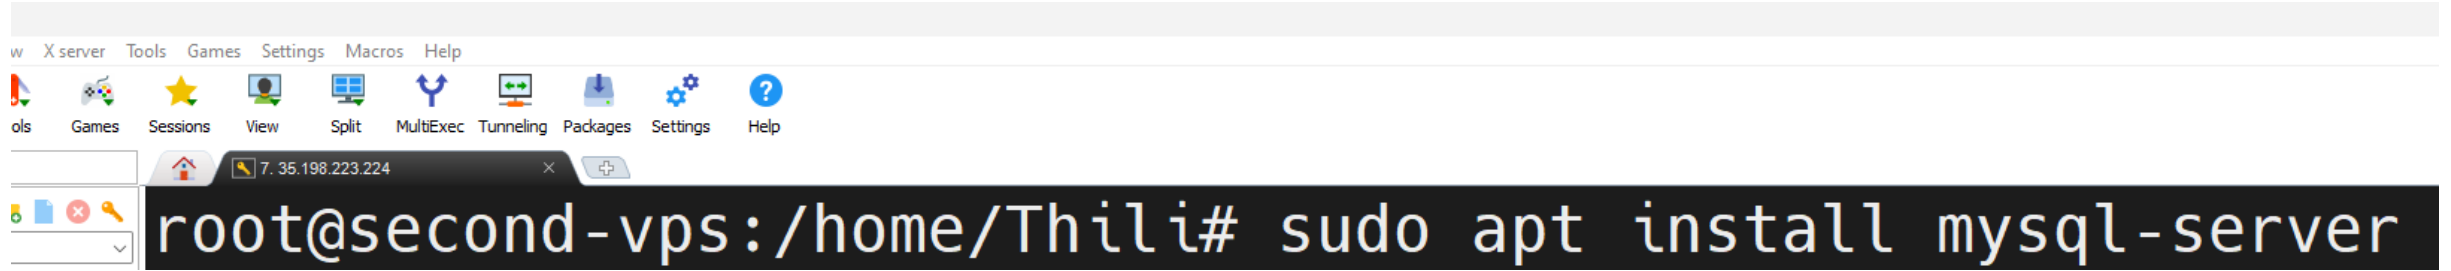 w X server Tools Games Settings Macros Help
ols Games Sessions View Split MultiExec Tunneling Packages Settings Help
7. 35.198.223.224
root@second-vps:/home/Thili# sudo apt install mysql-server